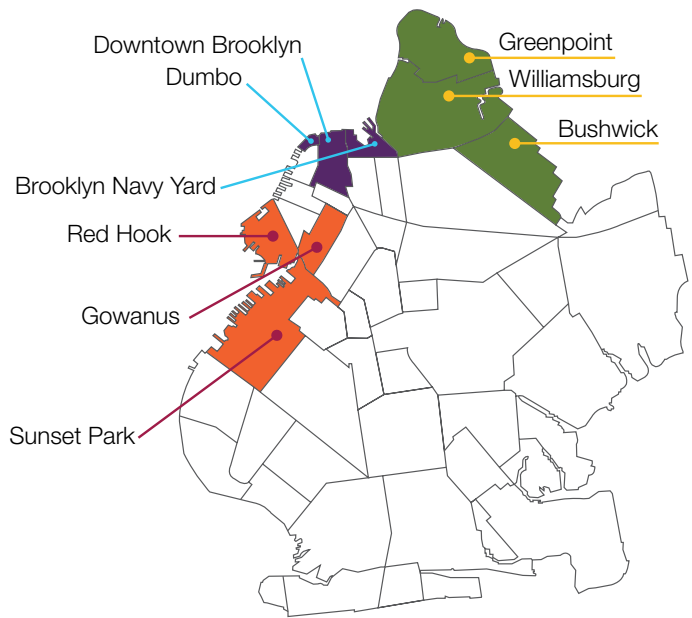 Downtown Brooklyn
Dumbo
Greenpoint
Williamsburg
Bushwick
Brooklyn Navy Yard
Red Hook
Gowanus
Sunset Park